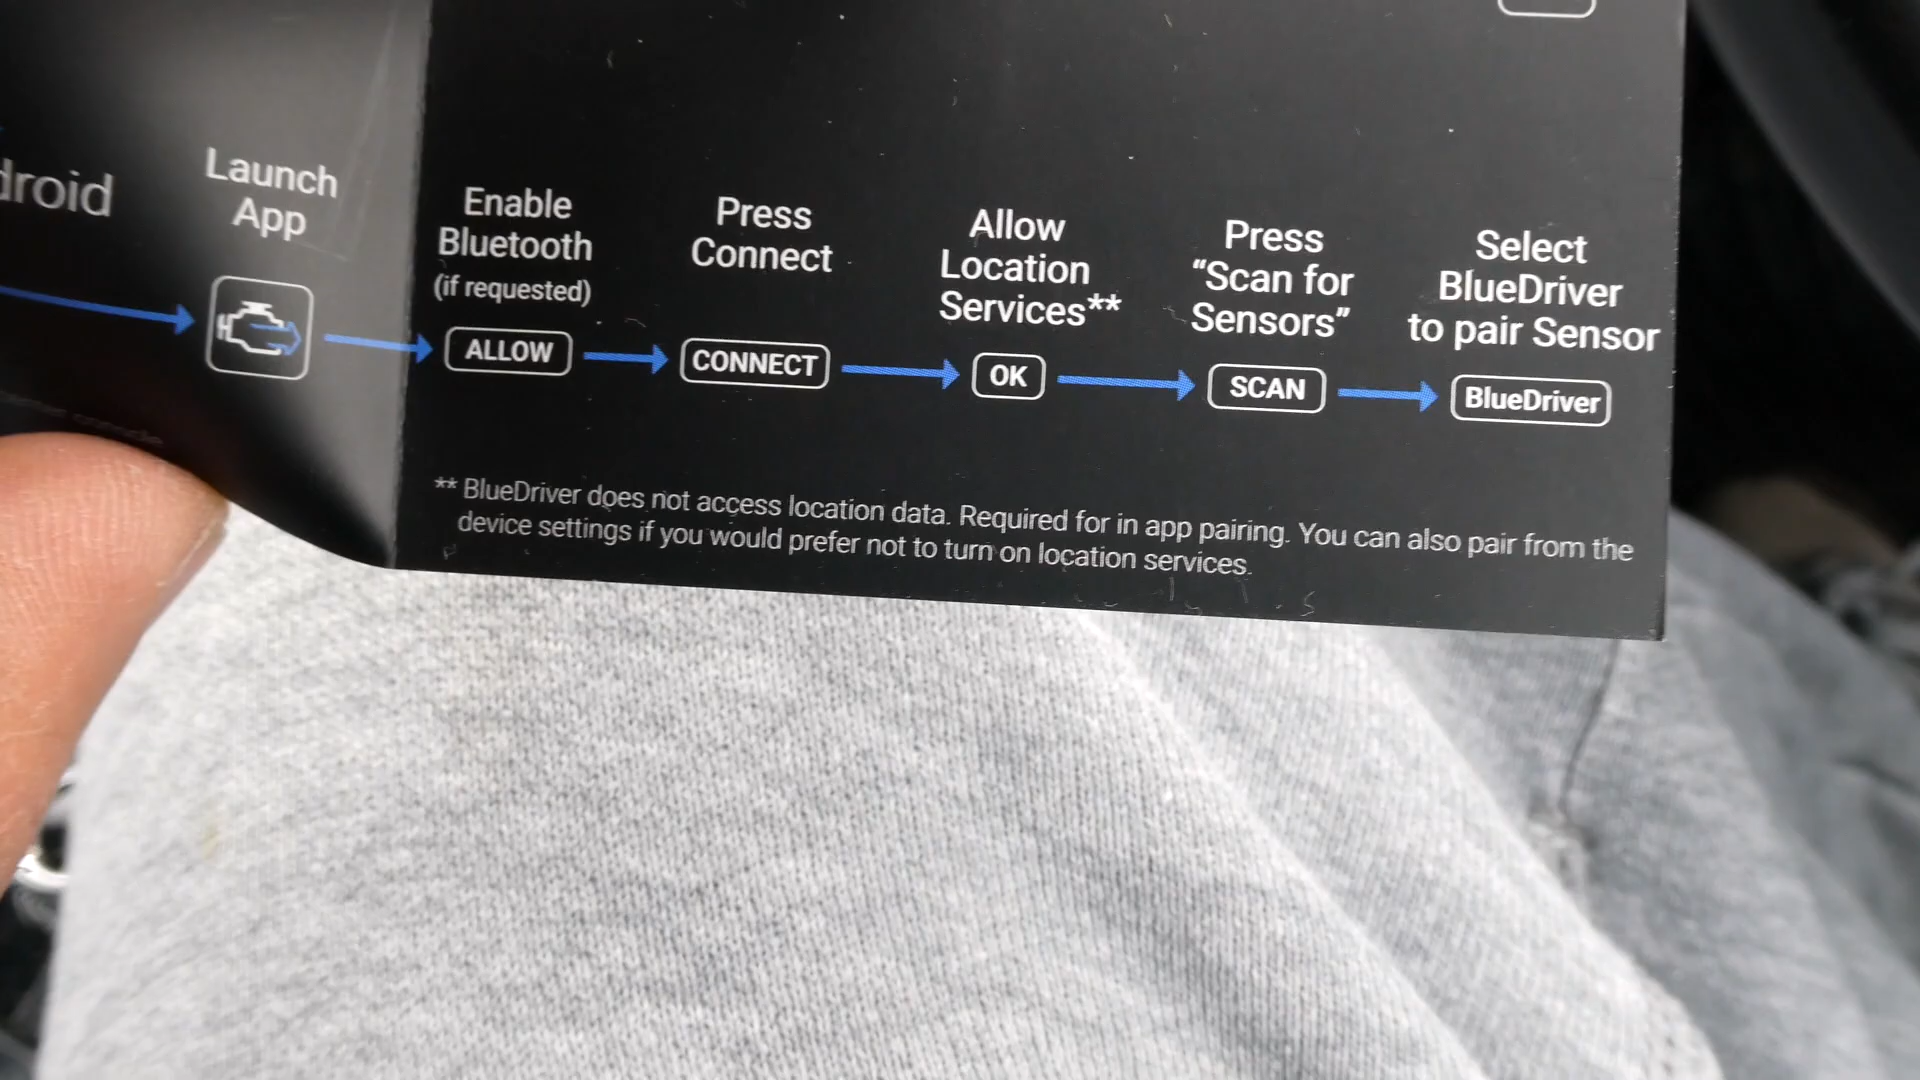 droid
Launch
App
Enable
Bluetooth
(if requested)
ALLOW
Press
Connect
CONNECT
Allow
Location
Services**
OK
Press
“Scan for
Sensors”
SCAN
Select
BlueDriver
to pair Sensor
BlueDriver
** BlueDriver does not access location data. Required for in app pairing. You can also pair from the
device settings if you would prefer not to turn on location services.